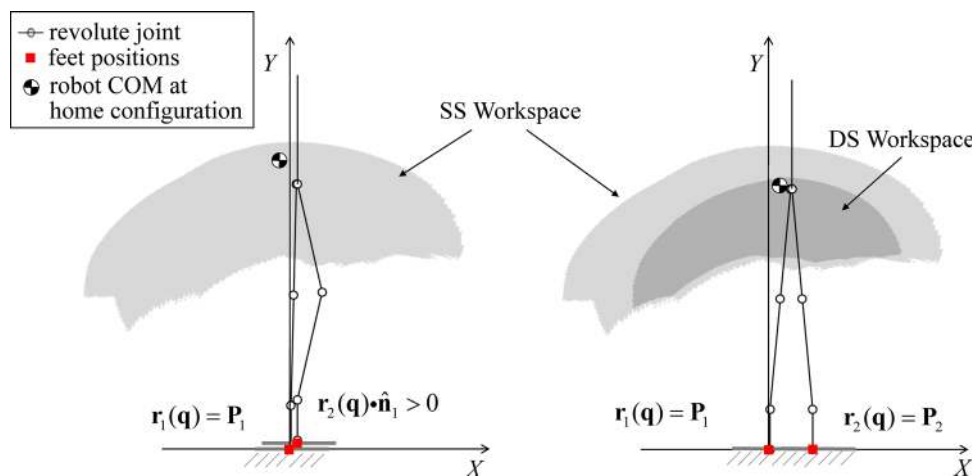 revolute joint
feet positions
robot COM at
home configuration
Y
SS Workspace
Y
DS Workspace
r₁(q) = P₁
r₂(q)•n̂₁ > 0
X
r₁(q) = P₁
r₂(q) = P₂
X